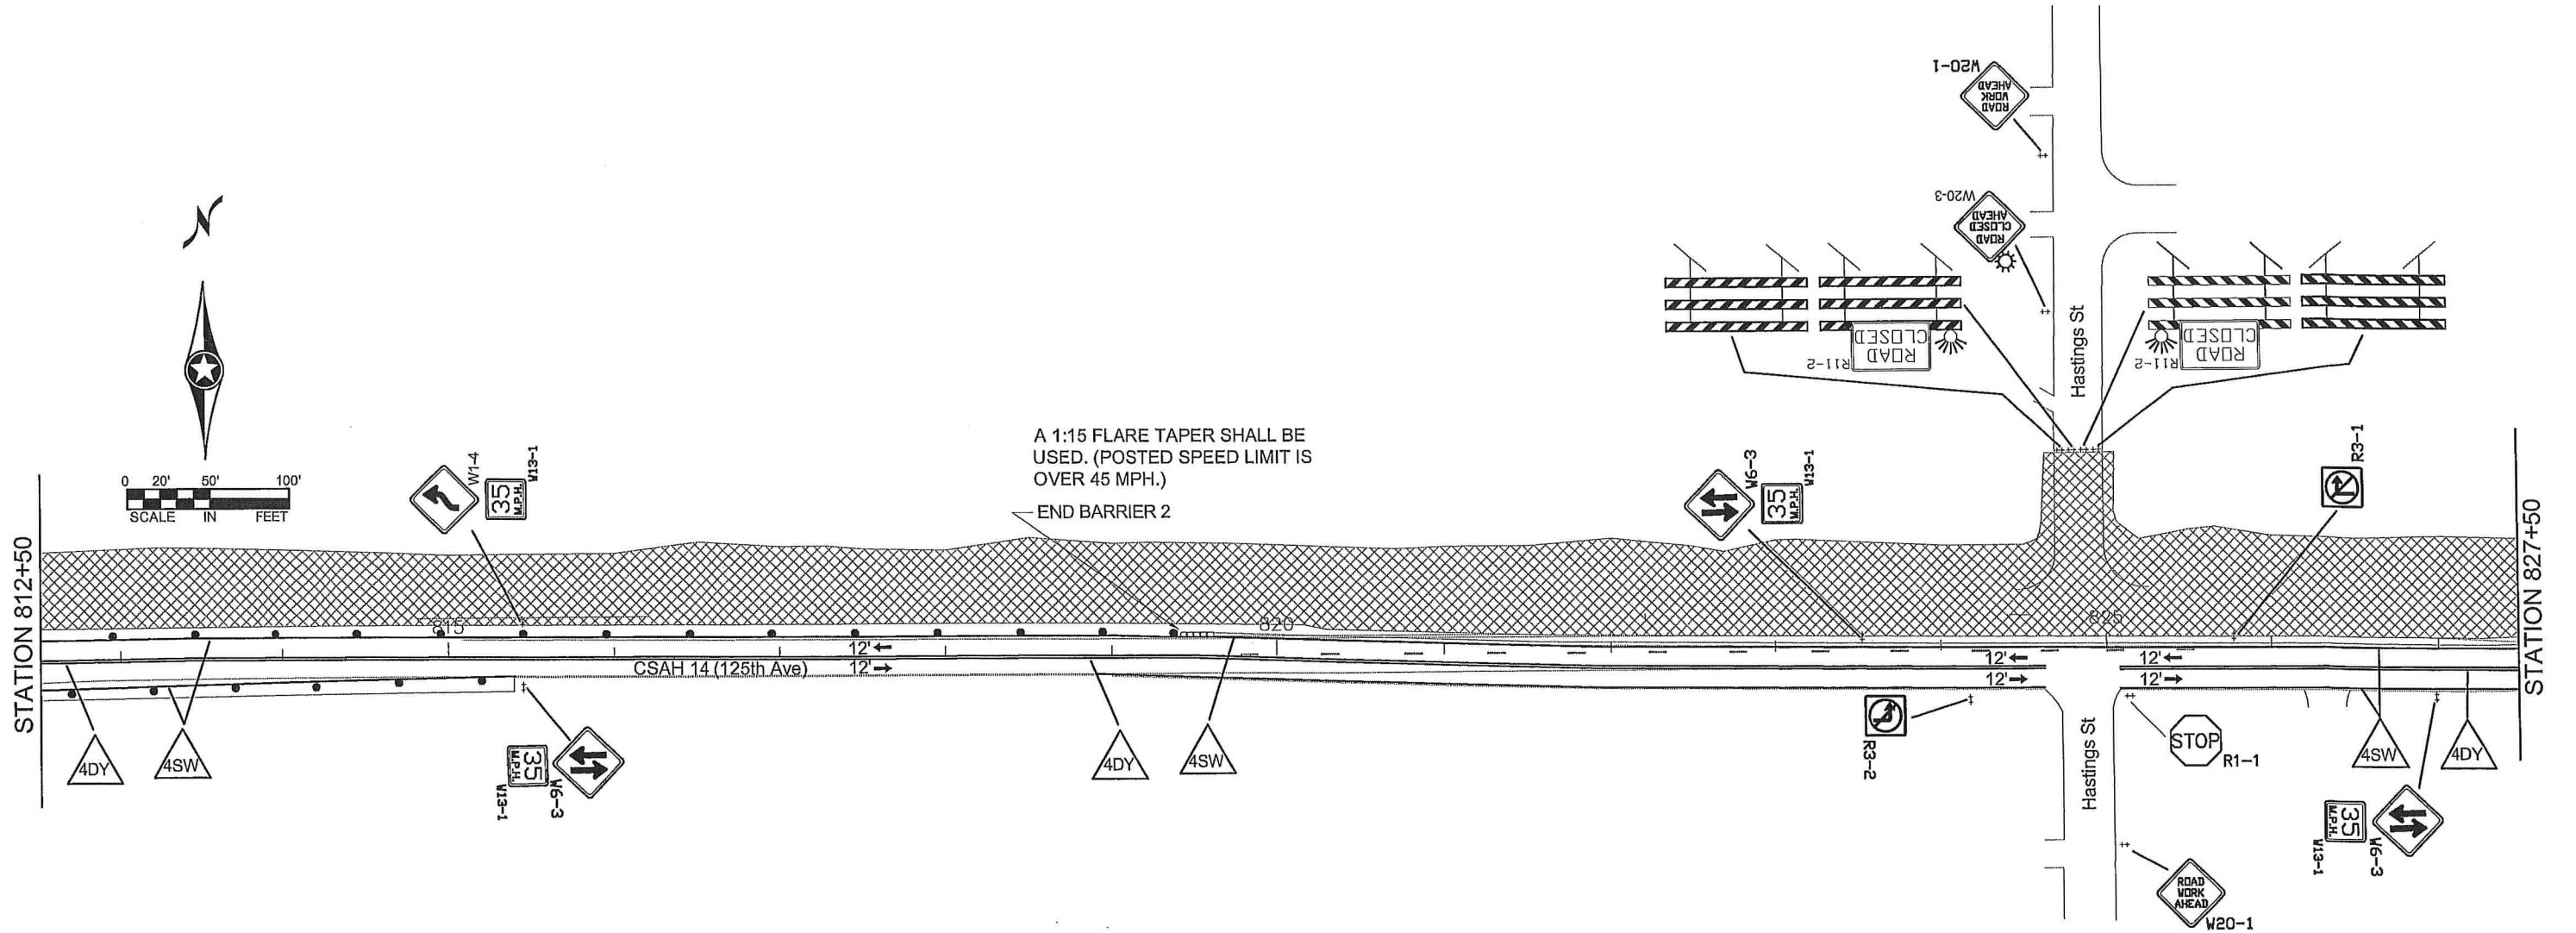 W20-1
ROAD
WORK
AHEAD
W20-3
ROAD
CLOSED
AHEAD
N
0 20' 50' 100'
SCALE IN FEET
ROAD
CLOSED
R11-2
ROAD
CLOSED
R11-2
Hastings St
A 1:15 FLARE TAPER SHALL BE
USED. (POSTED SPEED LIMIT IS
OVER 45 MPH.)
END BARRIER 2
W1-4
35
M.P.H.
W13-1
W6-3
35
M.P.H.
W13-1
R3-1
STATION 812+50
STATION 827+50
815
820
825
12'
CSAH 14 (125th Ave)
12'
12'
12'
12'
12'
4DY
4SW
35
M.P.H.
W13-1
W6-3
4DY
4SW
R3-2
Hastings St
STOP
R1-1
4SW
4DY
35
M.P.H.
W13-1
W6-3
ROAD
WORK
AHEAD
W20-1